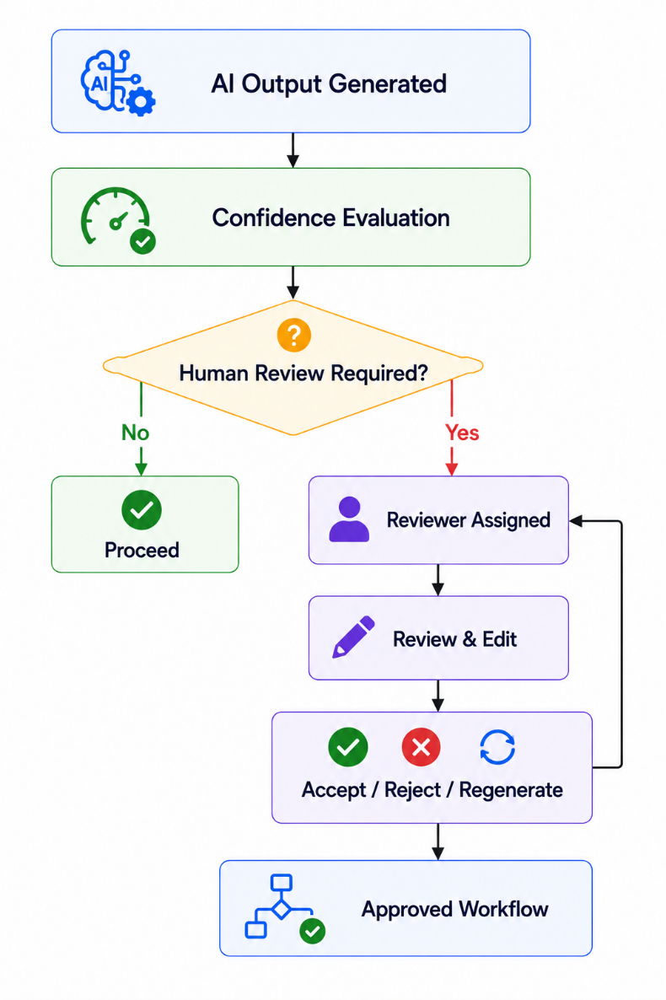 AI
AI Output Generated
Confidence Evaluation
?
Human Review Required?
No
Yes
Proceed
Reviewer Assigned
Review & Edit
Accept / Reject / Regenerate
Approved Workflow